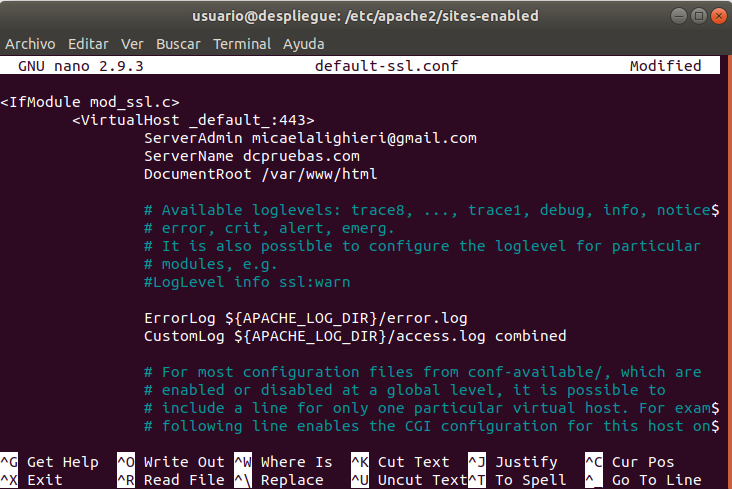 usuario@despliegue: /etc/apache2/sites-enabled
Archivo Editar Ver Buscar Terminal Ayuda
GNU nano 2.9.3 default-ssl.conf Modified
<IfModule mod_ssl.c>
<VirtualHost _default_:443>
ServerAdmin micaelalighieri@gmail.com
ServerName dcpruebas.com
DocumentRoot /var/www/html
# Available loglevels: trace8, ..., trace1, debug, info, notice$
# error, crit, alert, emerg.
# It is also possible to configure the loglevel for particular
# modules, e.g.
#LogLevel info ssl:warn
ErrorLog ${APACHE_LOG_DIR}/error.log
CustomLog ${APACHE_LOG_DIR}/access.log combined
# For most configuration files from conf-available/, which are
# enabled or disabled at a global level, it is possible to
# include a line for only one particular virtual host. For exam$
# following line enables the CGI configuration for this host on$
^G Get Help ^O Write Out ^W Where Is ^K Cut Text ^J Justify ^C Cur Pos
^X Exit ^R Read File ^\ Replace ^U Uncut Text ^T To Spell ^_ Go To Line